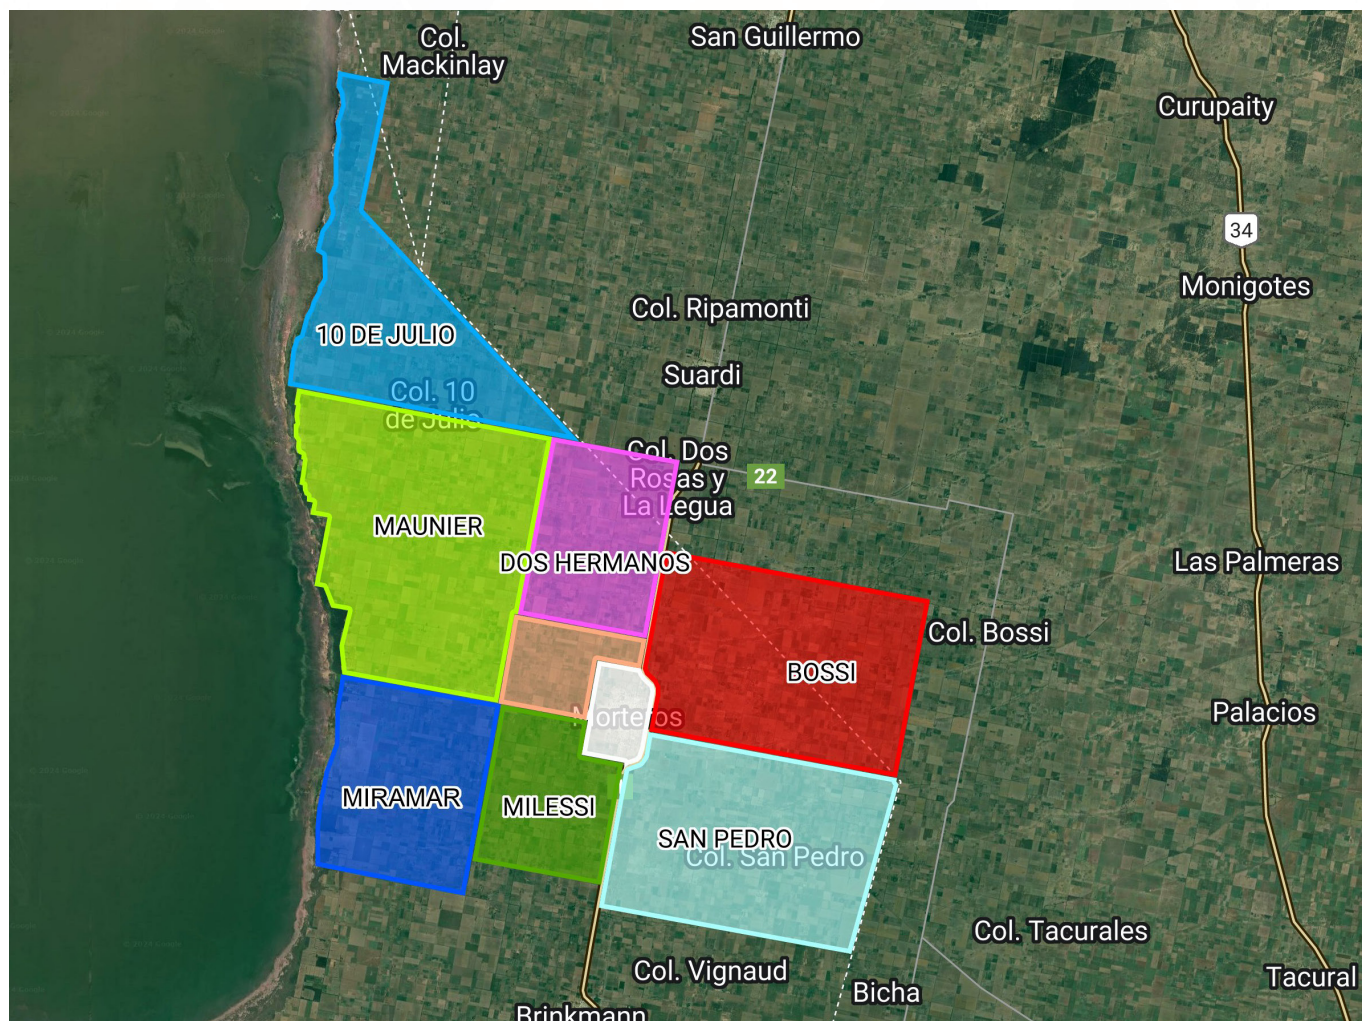 Col.
Mackinlay
San Guillermo
Curupaity
34
Monigotes
Col. Ripamonti
10 DE JULIO
Suardi
Col. 10
de Julio
Col. Dos
Rosas y
La Legua
22
MAUNIER
DOS HERMANOS
Las Palmeras
Col. Bossi
BOSSI
Morteros
Palacios
MIRAMAR
MILESSI
SAN PEDRO
Col. San Pedro
Col. Tacurales
Col. Vignaud
Tacural
Bicha
Brinkmann